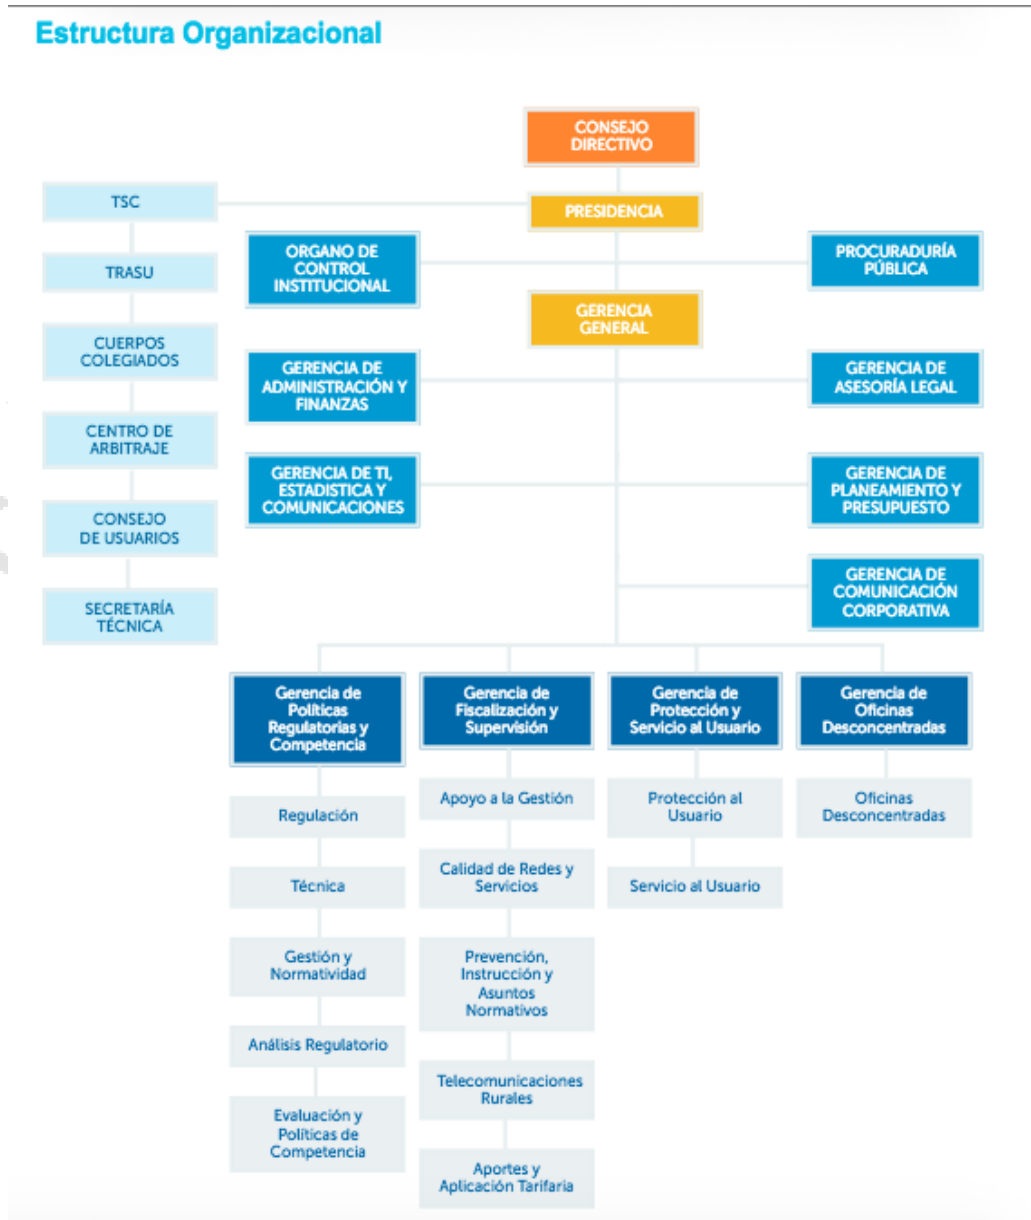 Estructura Organizacional
CONSEJO
DIRECTIVO
TSC
PRESIDENCIA
TRASU
CUERPOS
COLEGIADOS
CENTRO DE
ARBITRAJE
CONSEJO
DE USUARIOS
SECRETARÍA
TÉCNICA
ORGANO DE
CONTROL
INSTITUCIONAL
PROCURADURÍA
PÚBLICA
GERENCIA
GENERAL
GERENCIA DE
ADMINISTRACIÓN Y
FINANZAS
GERENCIA DE
ASESORÍA LEGAL
GERENCIA DE TI,
ESTADISTICA Y
COMUNICACIONES
GERENCIA DE
PLANEAMIENTO Y
PRESUPUESTO
GERENCIA DE
COMUNICACIÓN
CORPORATIVA
Gerencia de
Políticas
Regulatorias y
Competencia
Regulación
Técnica
Gestión y
Normatividad
Análisis Regulatorio
Evaluación y
Políticas de
Competencia
Gerencia de
Fiscalización y
Supervisión
Apoyo a la Gestión
Calidad de Redes y
Servicios
Prevención,
Instrucción y
Asuntos
Normativos
Telecomunicaciones
Rurales
Aportes y
Aplicación Tarifaria
Gerencia de
Protección y
Servicio al Usuario
Protección al
Usuario
Servicio al Usuario
Gerencia de
Oficinas
Desconcentradas
Oficinas
Desconcentradas